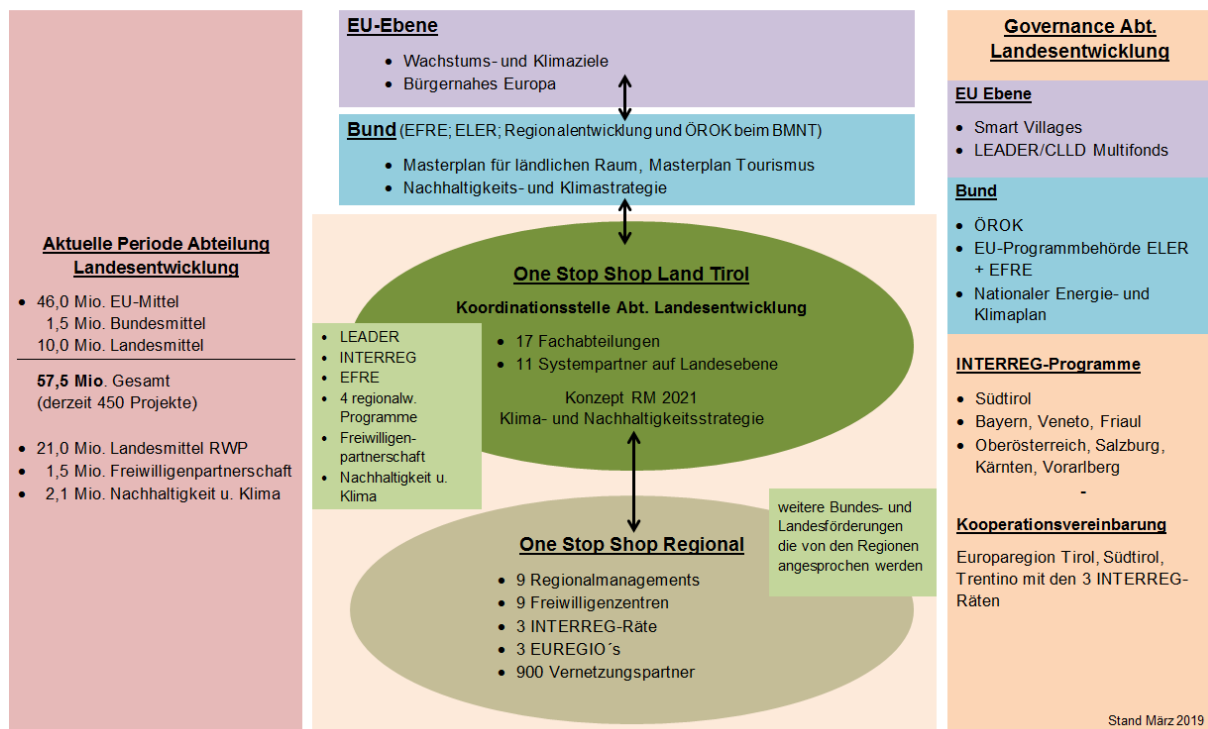 Aktuelle Periode Abteilung
Landesentwicklung
• 46,0 Mio. EU-Mittel
1,5 Mio. Bundesmittel
10,0 Mio. Landesmittel
57,5 Mio. Gesamt
(derzeit 450 Projekte)
• 21,0 Mio. Landesmittel RWP
• 1,5 Mio. Freiwilligenpartnerschaft
• 2,1 Mio. Nachhaltigkeit u. Klima
EU-Ebene
• Wachstums- und Klimaziele
• Bürgernahes Europa
Bund (EFRE; ELER; Regionalentwicklung und ÖROK beim BMNT)
• Masterplan für ländlichen Raum, Masterplan Tourismus
• Nachhaltigkeits- und Klimastrategie
One Stop Shop Land Tirol
Koordinationsstelle Abt. Landesentwicklung
• 17 Fachabteilungen
• 11 Systempartner auf Landesebene
Konzept RM 2021
Klima- und Nachhaltigkeitsstrategie
• LEADER
• INTERREG
• EFRE
• 4 regionalw.
Programme
• Freiwilligen-
partnerschaft
• Nachhaltigkeit u.
Klima
weitere Bundes- und
Landesförderungen
die von den Regionen
angesprochen werden
One Stop Shop Regional
• 9 Regionalmanagements
• 9 Freiwilligenzentren
• 3 INTERREG-Räte
• 3 EUREGIO´s
• 900 Vernetzungspartner
Governance Abt.
Landesentwicklung
EU Ebene
• Smart Villages
• LEADER/CLLD Multifonds
Bund
• ÖROK
• EU-Programmbehörde ELER
+ EFRE
• Nationaler Energie- und
Klimaplan
INTERREG-Programme
• Südtirol
• Bayern, Veneto, Friaul
• Oberösterreich, Salzburg,
Kärnten, Vorarlberg
-
Kooperationsvereinbarung
Europaregion Tirol, Südtirol,
Trentino mit den 3 INTERREG-
Räten
Stand März 2019